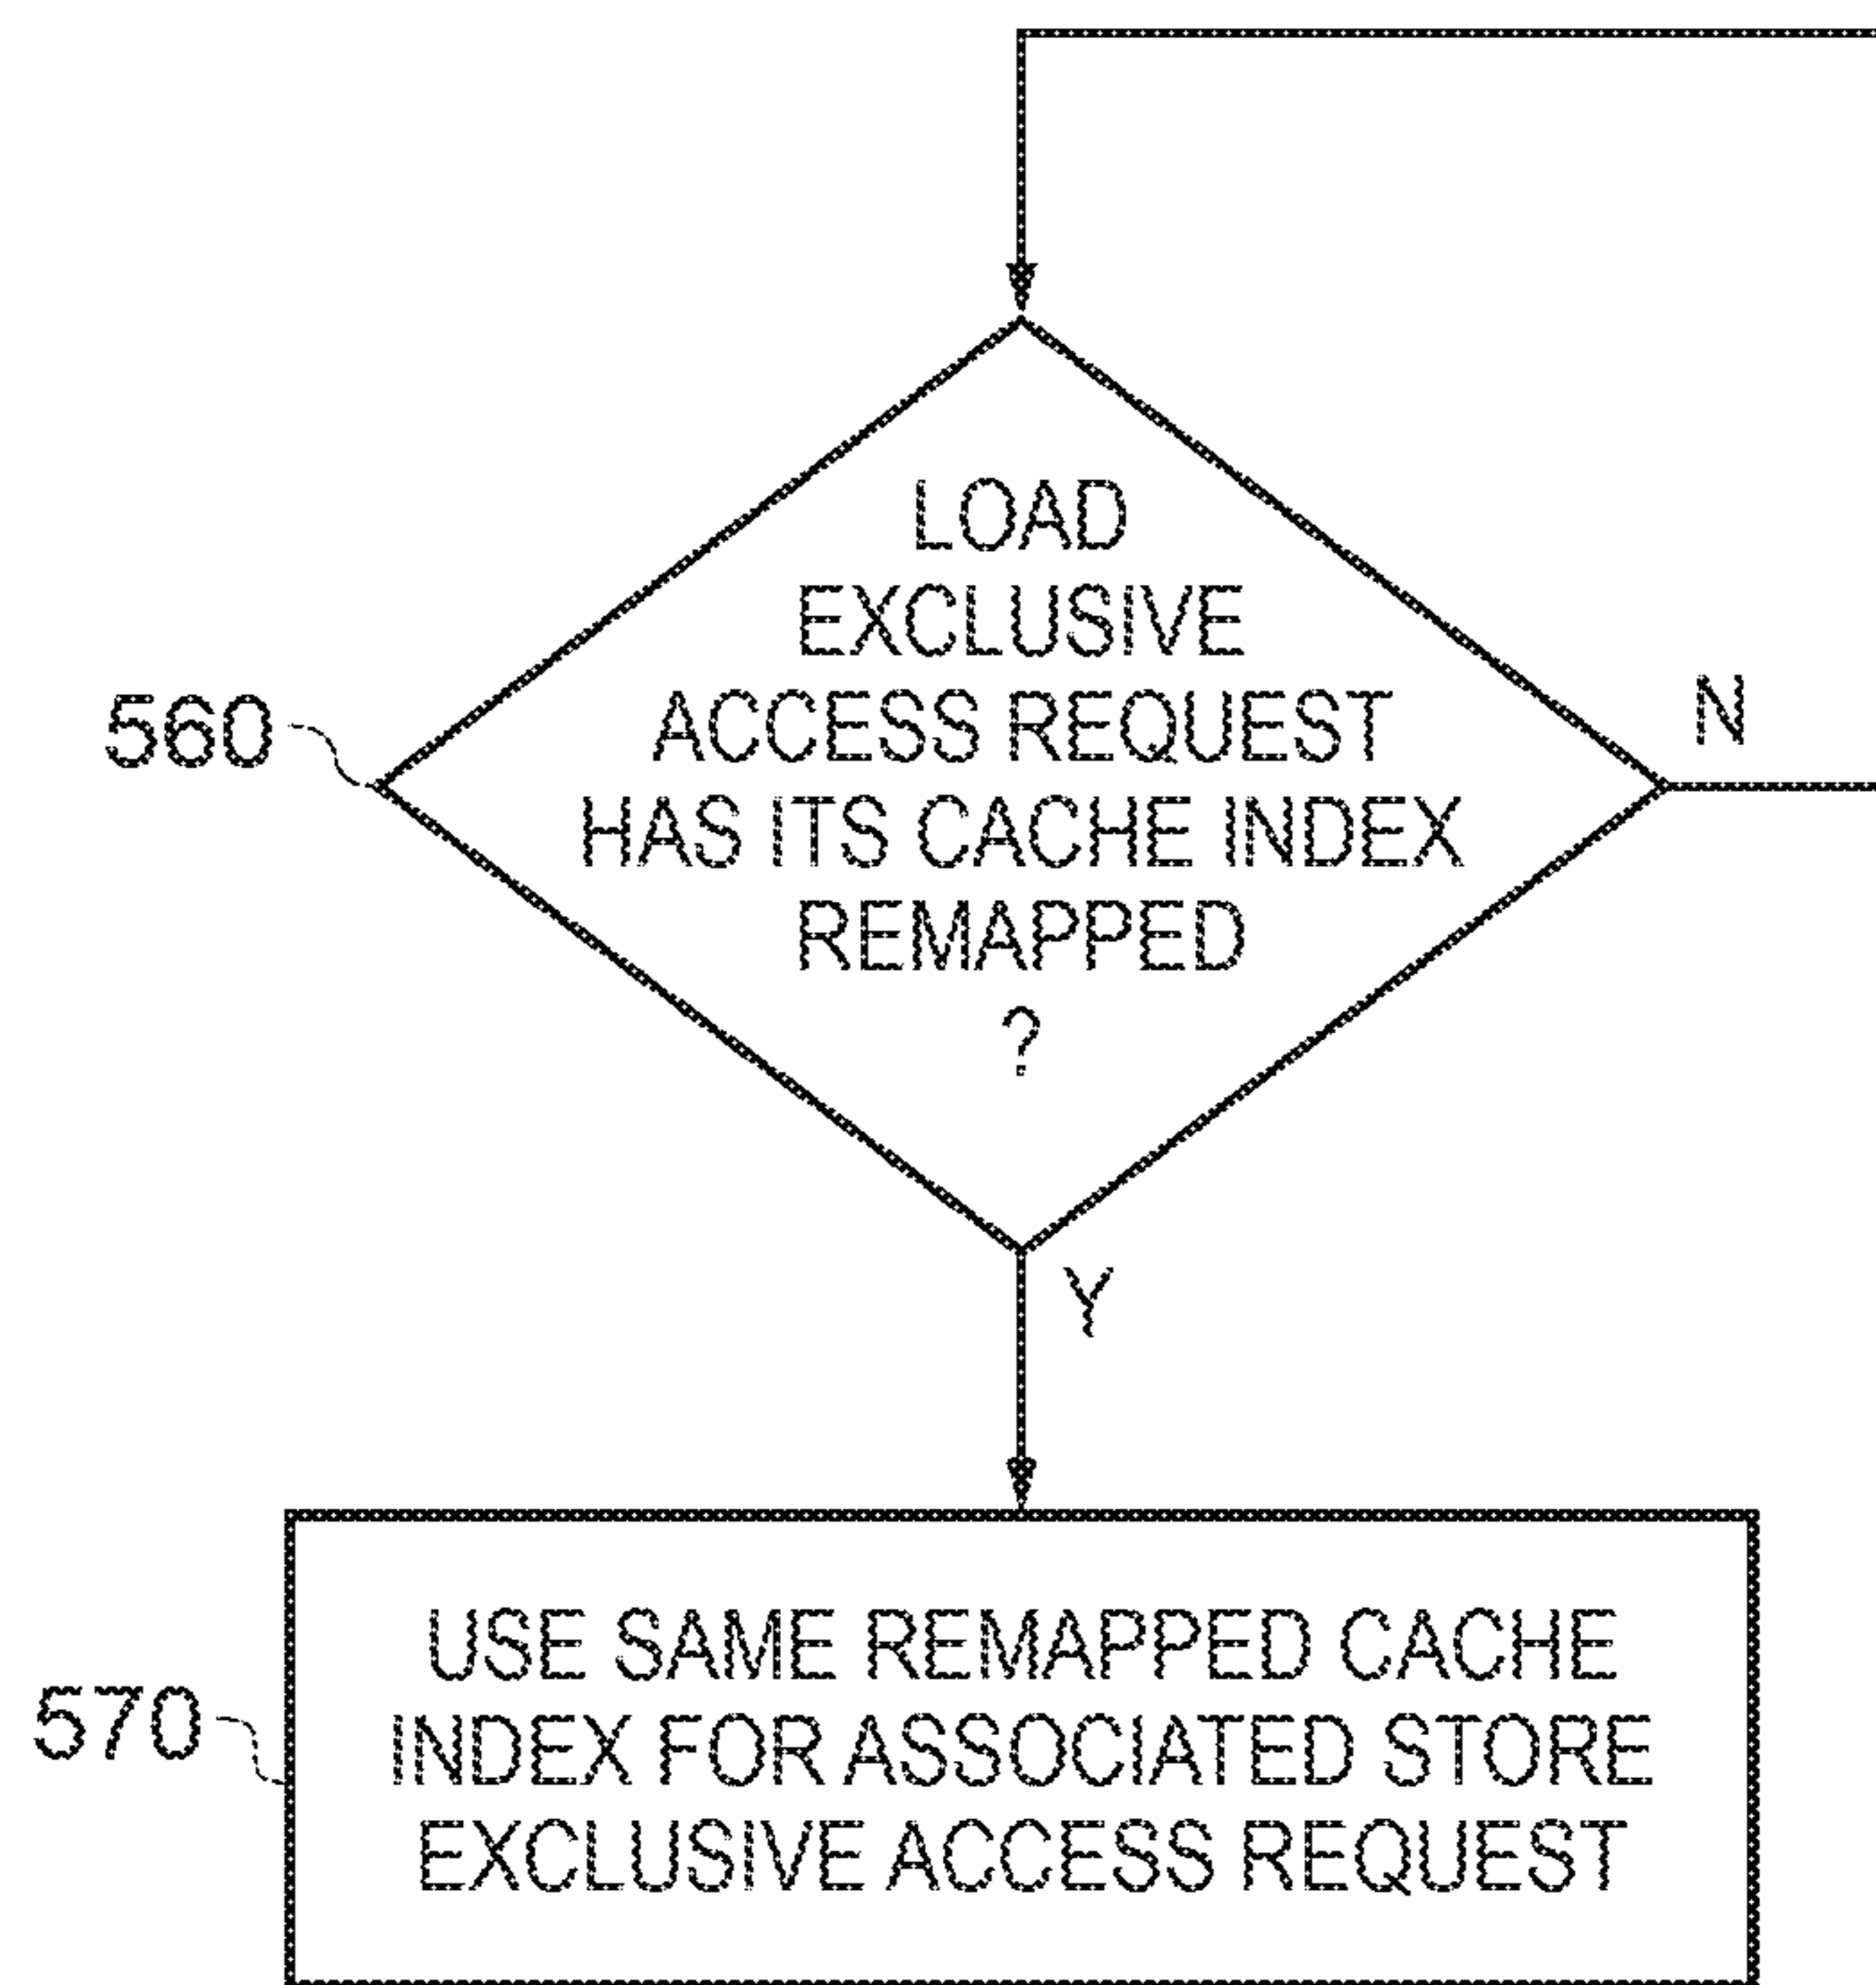 LOAD
EXCLUSIVE
ACCESS REQUEST
HAS ITS CACHE INDEX
REMAPPED
?
560
N
Y
USE SAME REMAPPED CACHE
INDEX FOR ASSOCIATED STORE
EXCLUSIVE ACCESS REQUEST
570